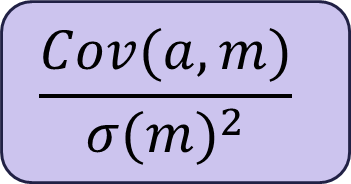 Cov(a, m)
σ(m)²